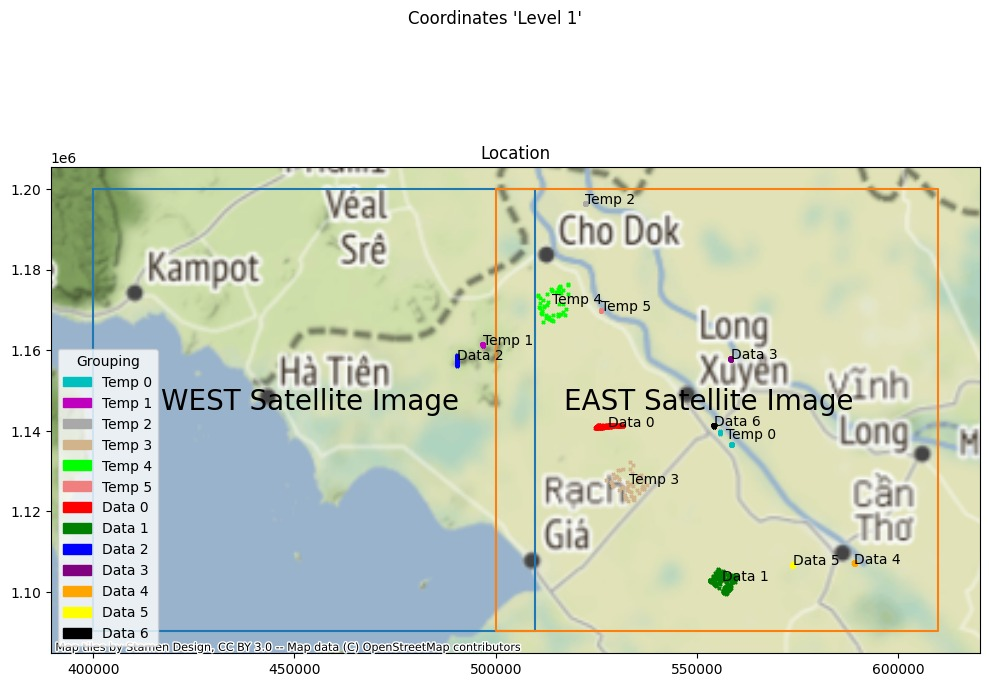 Coordinates 'Level 1'
Location
1e6
1.20
1.18
1.16
1.14
1.12
1.10
400000
450000
500000
550000
600000
Véal
Srê
Kampot
Hà Tiên
Cho Dok
Long
Xuyên
Vĩnh
Long
M
Rạch
Giá
Cần
Thơ
WEST Satellite Image
EAST Satellite Image
Temp 2
Temp 4
Temp 5
Temp 1
Data 2
Data 3
Data 0
Data 6
Temp 0
Temp 3
Data 5
Data 4
Data 1
Grouping
Temp 0
Temp 1
Temp 2
Temp 3
Temp 4
Temp 5
Data 0
Data 1
Data 2
Data 3
Data 4
Data 5
Data 6
Map tiles by Stamen Design, CC BY 3.0 -- Map data (C) OpenStreetMap contributors